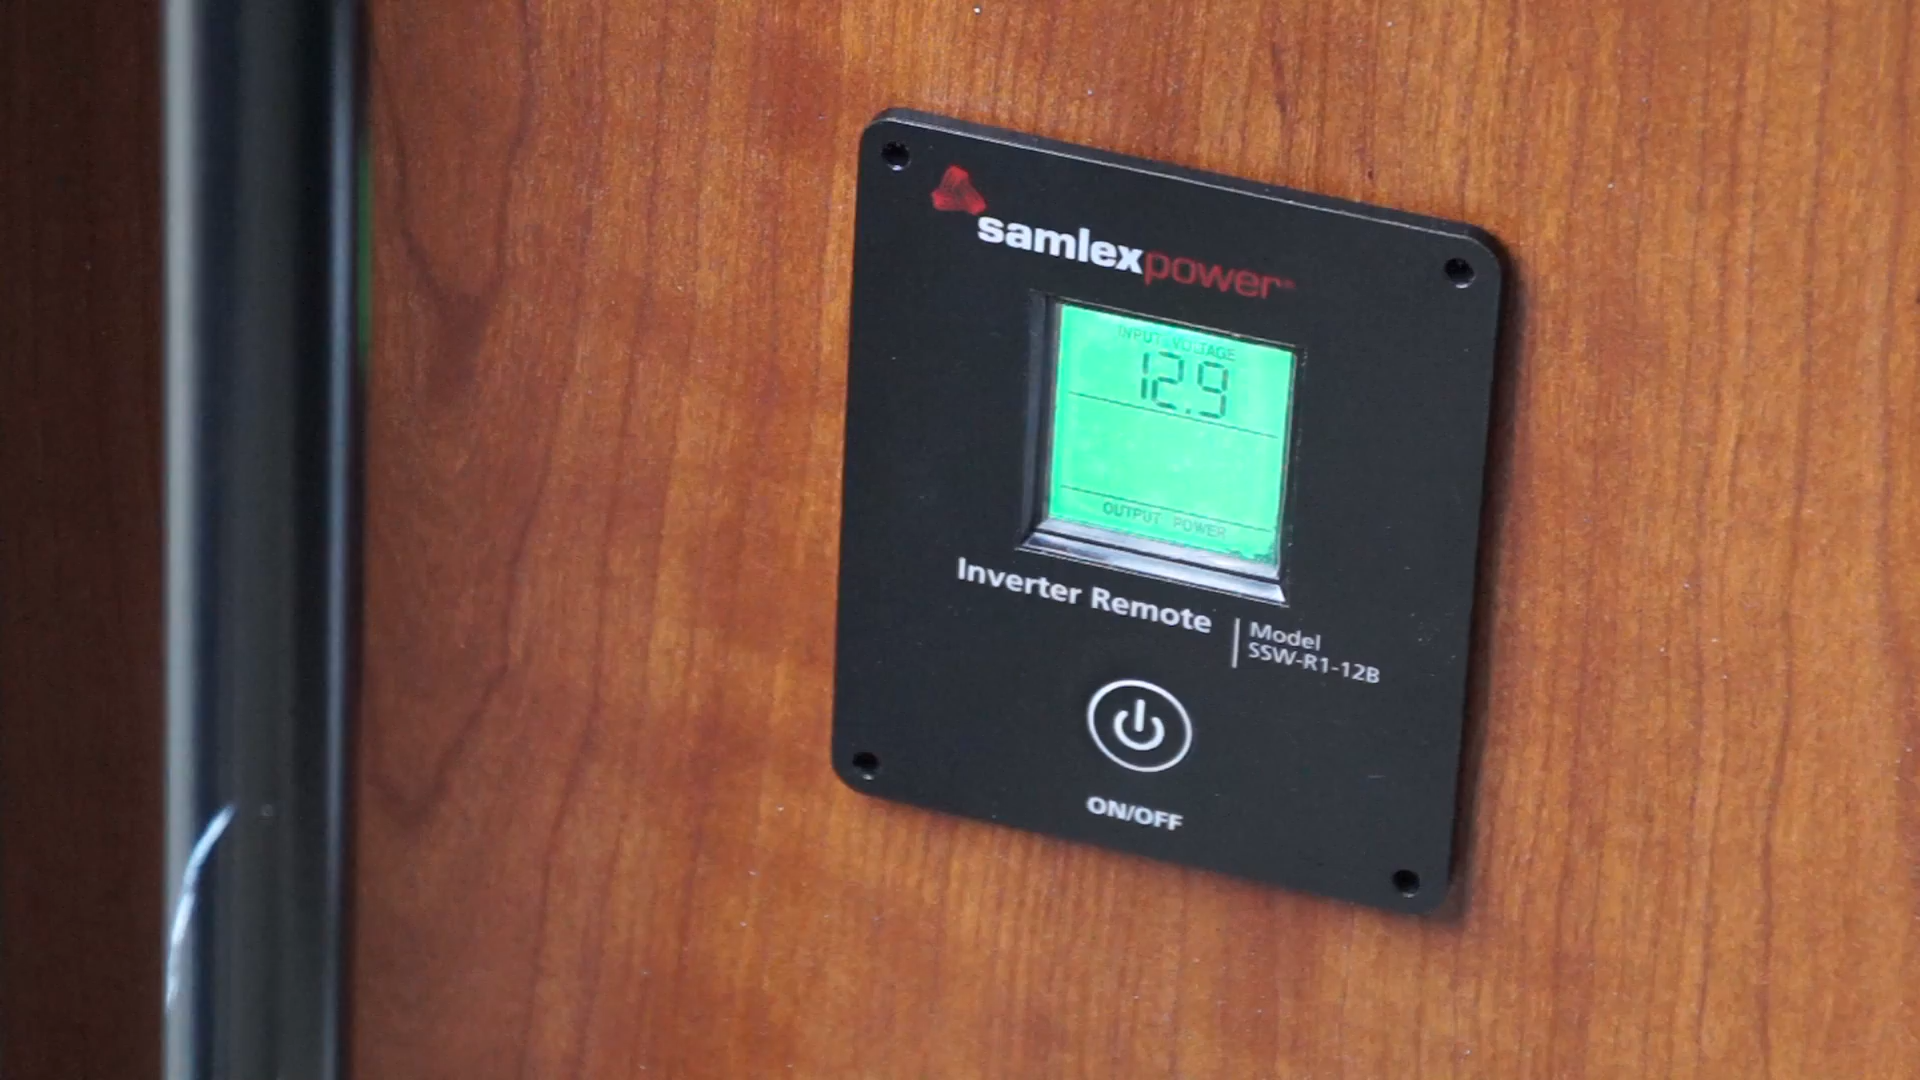 samlexpower
INPUT VOLTAGE
12.9
OUTPUT POWER
Inverter Remote
Model
SSW-R1-12B
ON/OFF